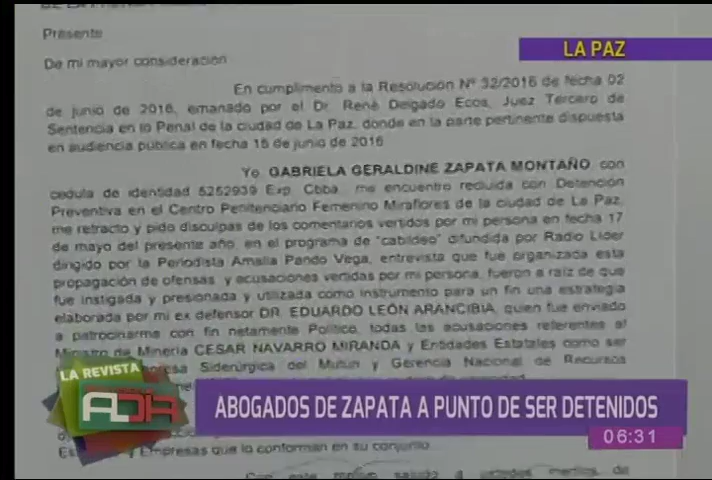 Presente
De mi mayor consideración
LA PAZ
En cumplimento a la Resolución Nº 32/2016 de fecha 02
de junio de 2016, emanado por el Dr. René Delgado Ecos, Juez Tercero de
Sentencia en lo Penal de la ciudad de La Paz, donde en la parte pertinente dispuesta
en audiencia pública en fecha 15 de junio de 2016
Yo, GABRIELA GERALDINE ZAPATA MONTAÑO, con
cedula de identidad 5252939 Exp. Cbba, me encuentro recluida con Detención
Preventiva en el Centro Penitenciario Femenino Miraflores de la ciudad de La Paz,
me retracto y pido disculpas de los comentarios vertidos por mi persona en fecha 17
de mayo del presente año, en el programa de "cabildeo" difundida por Radio Líder
dirigido por la Periodista Amalia Pando Vega, entrevista que fue organizada esta
propagación de ofensas y acusaciones vertidas por mi persona, fueron a raíz de que
fue instigada y presionada y utilizada como instrumento para un fin una estrategia
elaborada por mi ex defensor DR. EDUARDO LEÓN ARANCIBIA, quien fue enviado
a patrocinarme con fin netamente Político, todas las acusaciones referentes al
Ministro de Minería CESAR NAVARRO MIRANDA y Entidades Estatales como ser
Siderúrgica del Mutún y Gerencia Nacional de Recursos
LA REVISTA
ADR
ABOGADOS DE ZAPATA A PUNTO DE SER DETENIDOS
06:31
y Empresas que lo conforman en su conjunto
Con este motivo saludo a